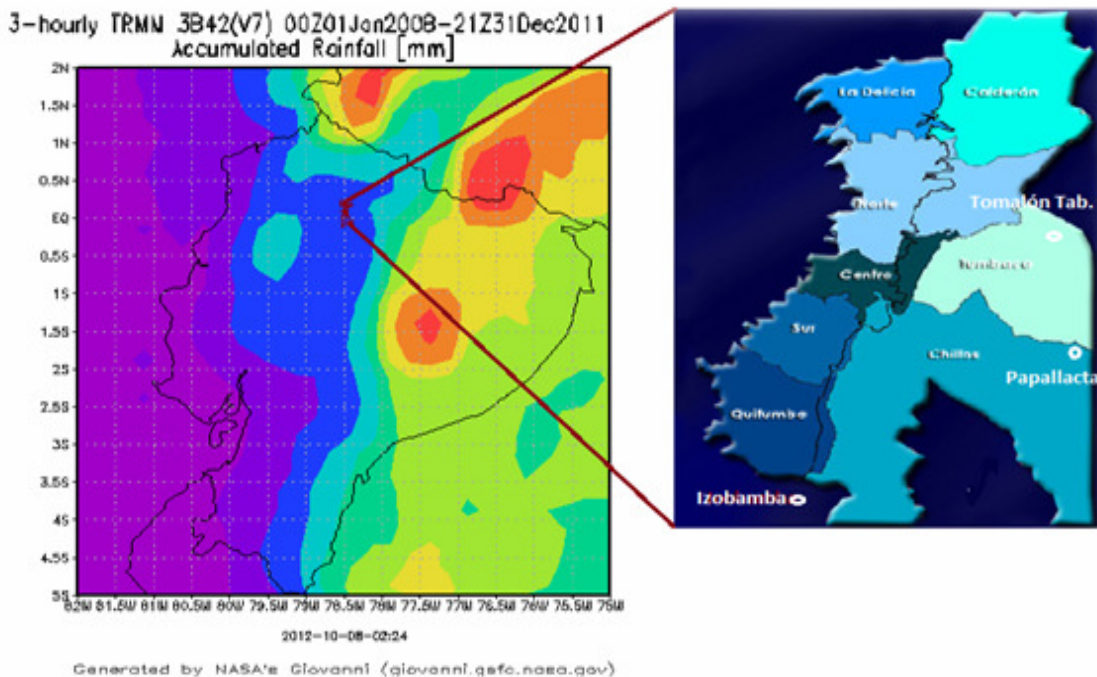 3-hourly TRMN 3B42(V7) 00Z01Jan2008-21Z31Dec2011
Accumulated Rainfall [mm]
2N
1.5N
1N
0.5N
EQ
0.5S
1S
1.5S
2S
2.5S
3S
3.5S
4S
4.5S
5S
82W 81.5W 81W 80.5W 80W 79.5W 79W 78.5W 78W 77.5W 77W 76.5W 76W 75.5W 75W
2012-10-08-02:24
Generated by NASA's Giovanni (giovanni.gsfc.nasa.gov)
La Delicia
Calderón
Norte
Tomalón Tab.
Tumbaco
Centro
Sur
Chillos
Papallacta
Quitumbe
Izobamba